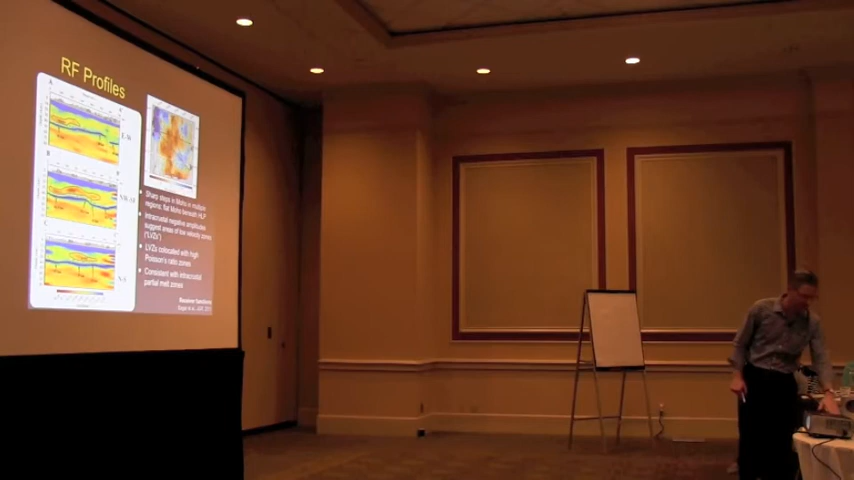 RF Profiles
A
Sharp steps in Moho in multiple
regions; flat Moho beneath HLP
Intracrustal negative amplitudes
suggest areas of low velocity zones
("LVZs")
LVZs colocated with high
Poisson's ratio zones
Consistent with intracrustal
partial melt zones
Receiver functions